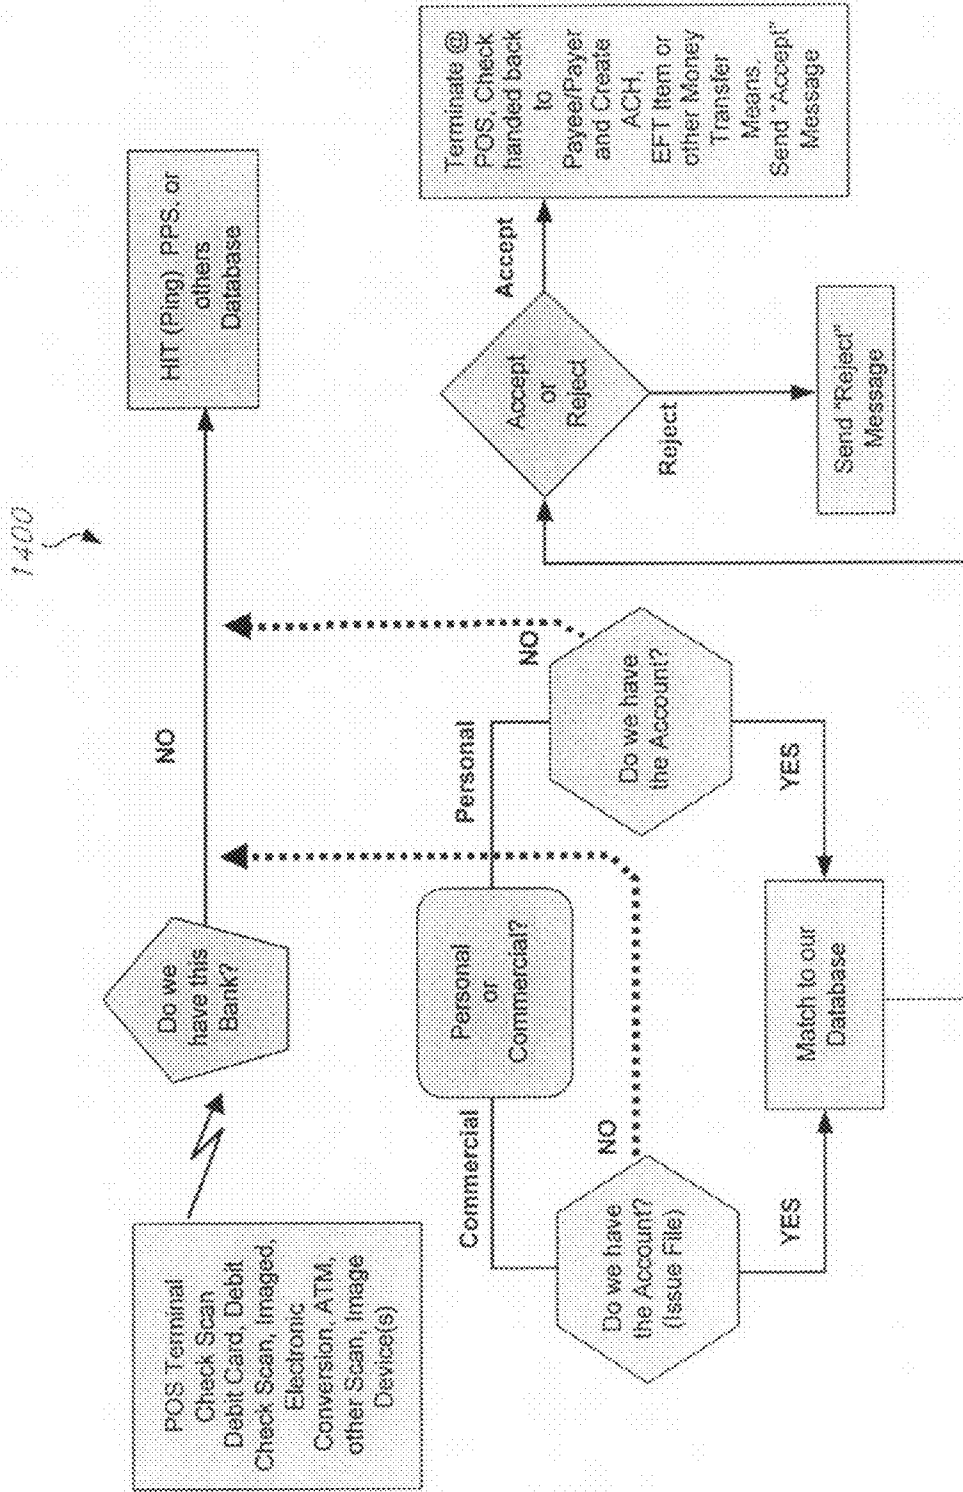 1400
POS Terminal
Check Scan
Debit Card, Debit
Check Scan, Imaged,
Electronic
Conversion, ATM,
other Scan, Image
Device(s)
Do we
have this
Bank?
NO
HIT (Ping) PPS. or
others
Database
Commercial
Personal
or
Commercial?
Personal
Do we have
the Account?
(Issue File)
NO
YES
Do we have
the Account?
NO
YES
Match to our
Database
Accept
or
Reject
Accept
Reject
Terminate @
POS, Check
handed back
to
Payee/Payer
and Create
ACH,
EFT Item or
other Money
Transfer
Means.
Send "Accept"
Message
Send "Reject"
Message